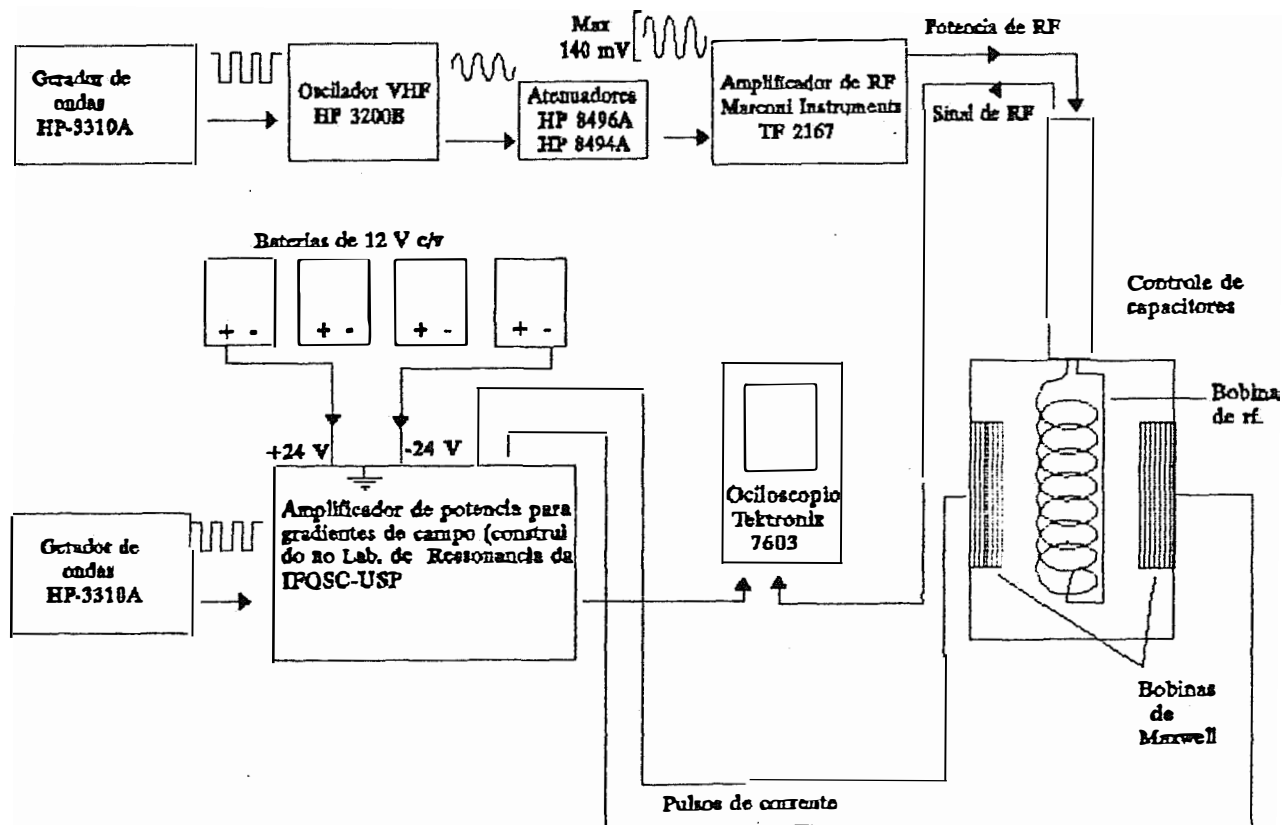 Gerador de
ondas
HP-3310A
Oscilador VHF
HP 3200B
Max
140 mV
Atenuadores
HP 8496A
HP 8494A
Amplificador de RF
Marconi Instruments
TF 2167
Potencia de RF
Sinal de RF
Baterias de 12 V c/v
+ -
+ -
+ -
+ -
+24 V
-24 V
Controle de
capacitores
Bobina
de rf.
Gerador de
ondas
HP-3310A
Amplificador de potencia para
gradientes de campo (construi
do no Lab. de Ressonancia da
IFQSC-USP
Ociloscopio
Tektronix
7603
Bobinas
de
Maxwell
Pulsos de corrente